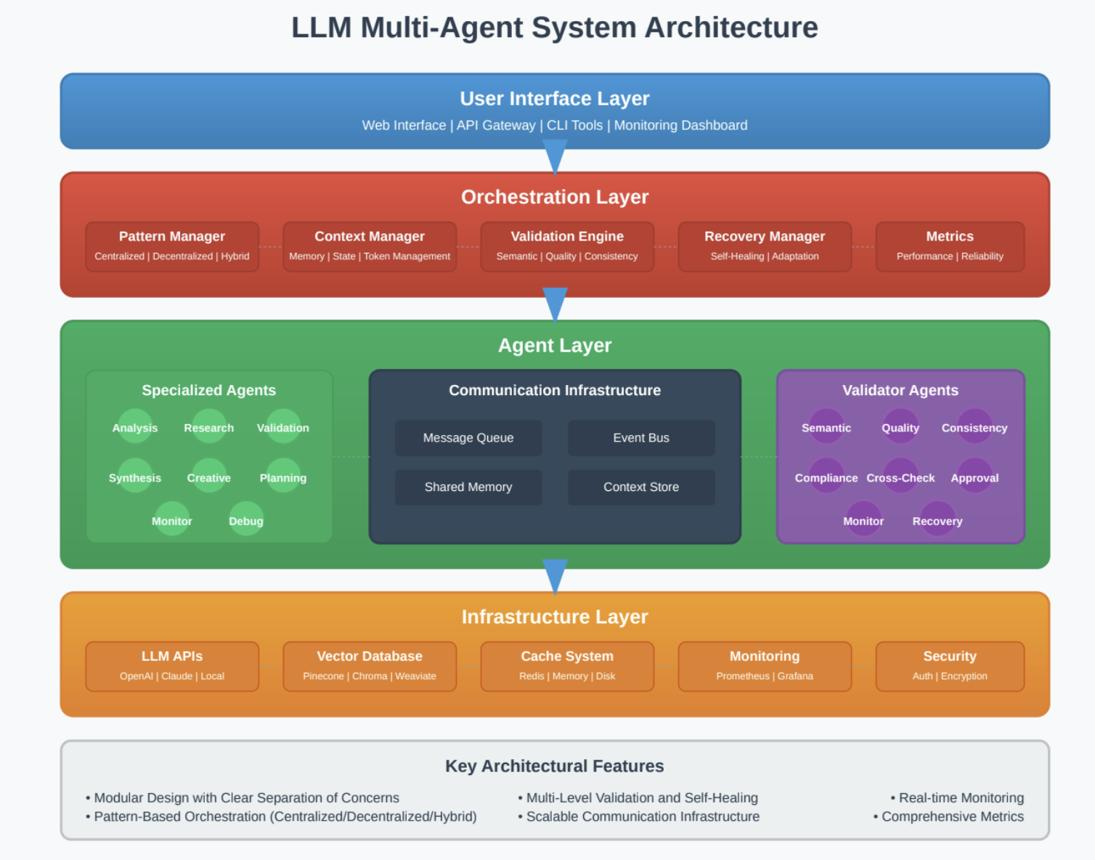 LLM Multi-Agent System Architecture
User Interface Layer
Web Interface | API Gateway | CLI Tools | Monitoring Dashboard
Orchestration Layer
Pattern Manager
Centralized | Decentralized | Hybrid
Context Manager
Memory | State | Token Management
Validation Engine
Semantic | Quality | Consistency
Recovery Manager
Self-Healing | Adaptation
Metrics
Performance | Reliability
Agent Layer
Specialized Agents
Analysis Research Validation
Synthesis Creative Planning
Monitor Debug
Communication Infrastructure
Message Queue Event Bus
Shared Memory Context Store
Validator Agents
Semantic Quality Consistency
Compliance Cross-Check Approval
Monitor Recovery
Infrastructure Layer
LLM APIs
OpenAI | Claude | Local
Vector Database
Pinecone | Chroma | Weaviate
Cache System
Redis | Memory | Disk
Monitoring
Prometheus | Grafana
Security
Auth | Encryption
Key Architectural Features
• Modular Design with Clear Separation of Concerns
• Pattern-Based Orchestration (Centralized/Decentralized/Hybrid)
• Multi-Level Validation and Self-Healing
• Scalable Communication Infrastructure
• Real-time Monitoring
• Comprehensive Metrics